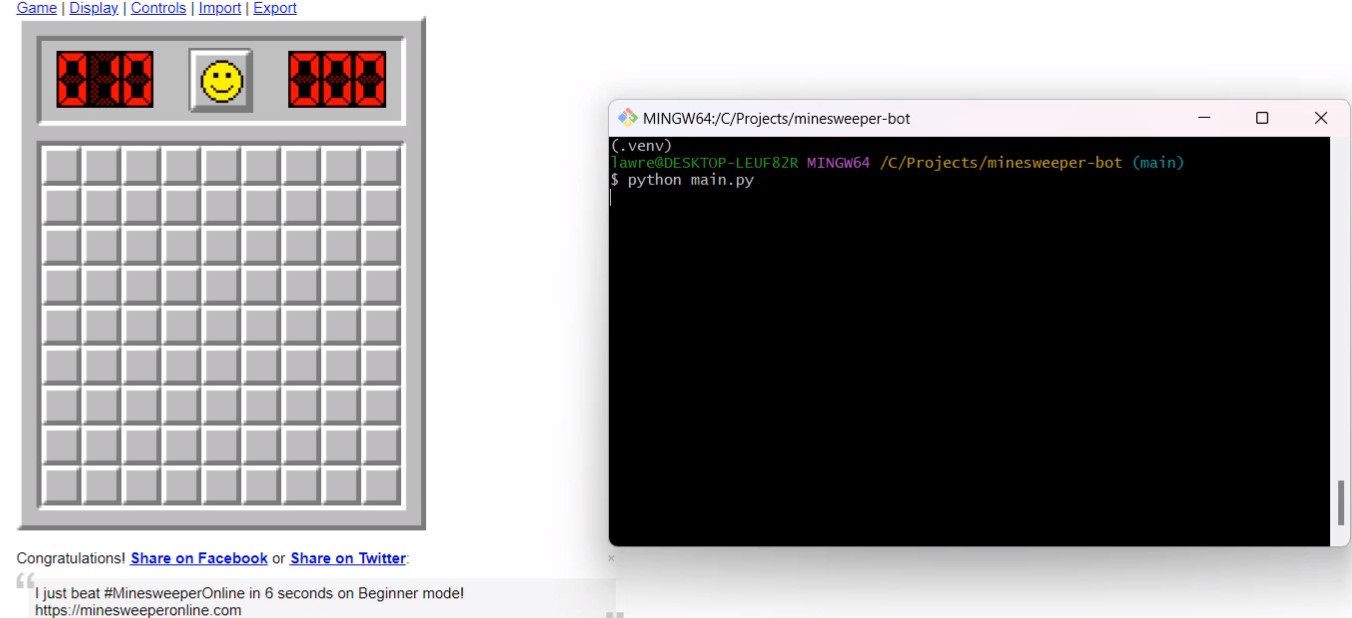 Game | Display | Controls | Import | Export
010 000
MINGW64:/C/Projects/minesweeper-bot
(.venv)
lawre@DESKTOP-LEUF82R MINGW64 /C/Projects/minesweeper-bot (main)
$ python main.py
Congratulations! Share on Facebook or Share on Twitter:
I just beat #MinesweeperOnline in 6 seconds on Beginner mode!
https://minesweeperonline.com